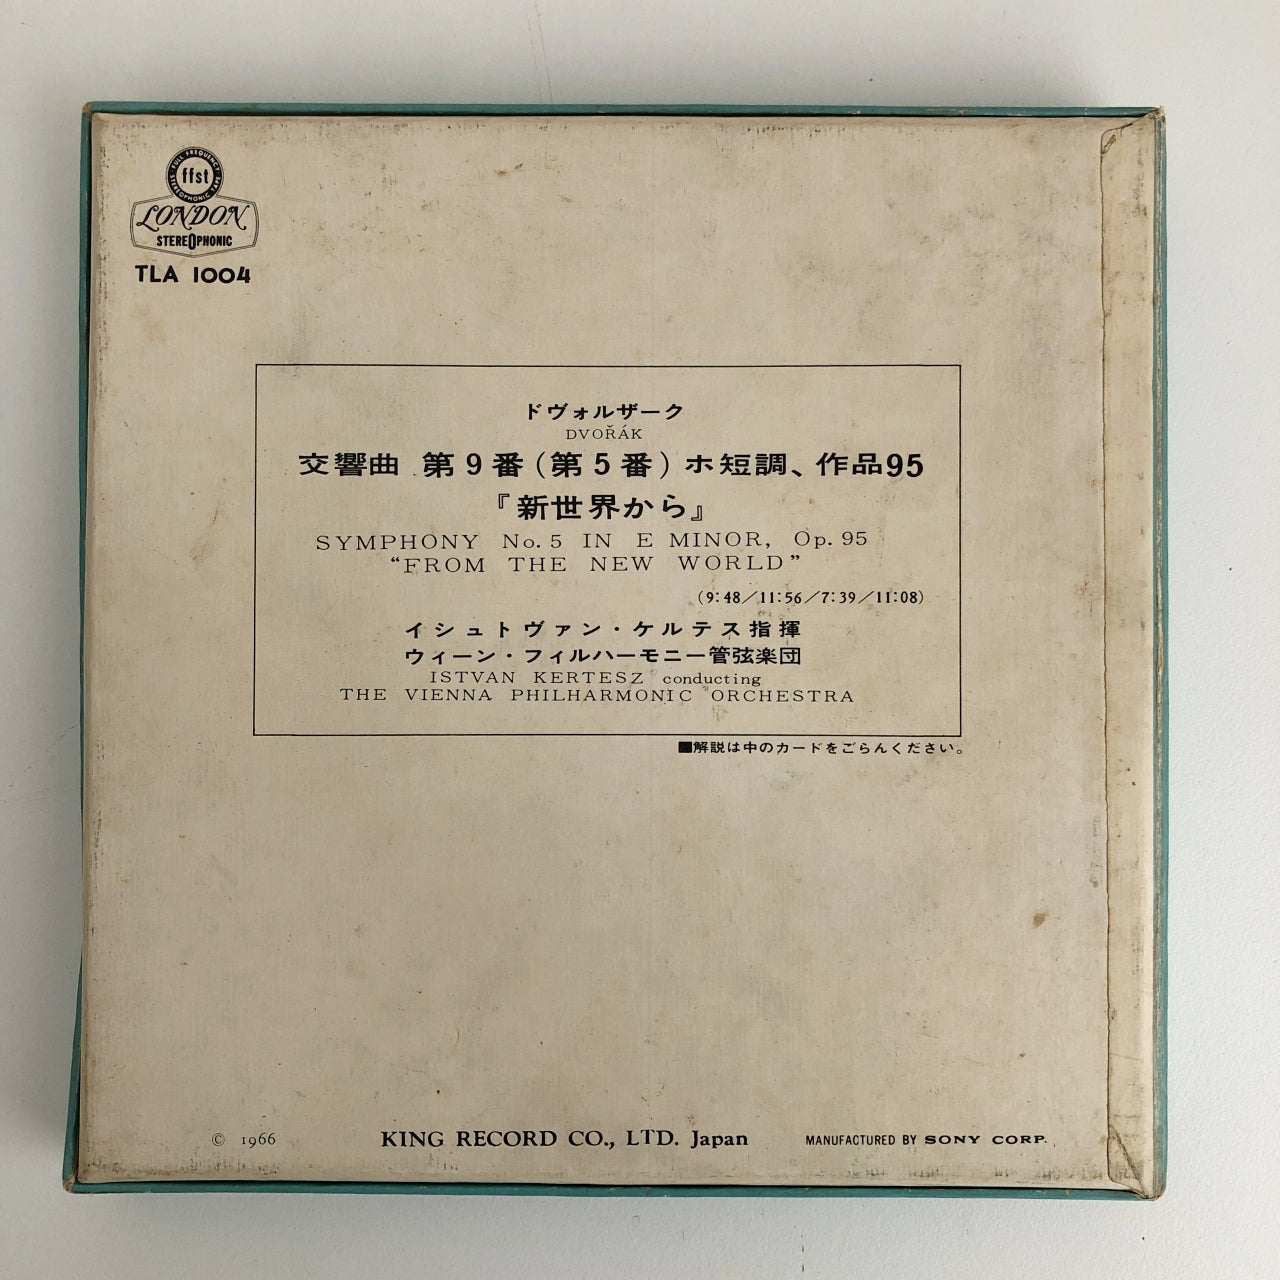 FULL FREQUENCY
ffst
STEREOPHONIC TAPE
LONDON
STEREOPHONIC
TLA 1004
ドヴォルザーク
DVOŘÁK
交響曲 第9番(第5番)ホ短調、作品95
『新世界から』
SYMPHONY No. 5 IN E MINOR, Op. 95
“FROM THE NEW WORLD”
(9:48/11:56/7:39/11:08)
イシュトヴァン・ケルテス指揮
ウィーン・フィルハーモニー管弦楽団
ISTVAN KERTESZ conducting
THE VIENNA PHILHARMONIC ORCHESTRA
■解説は中のカードをごらんください。
© 1966
KING RECORD CO., LTD. Japan
MANUFACTURED BY SONY CORP.